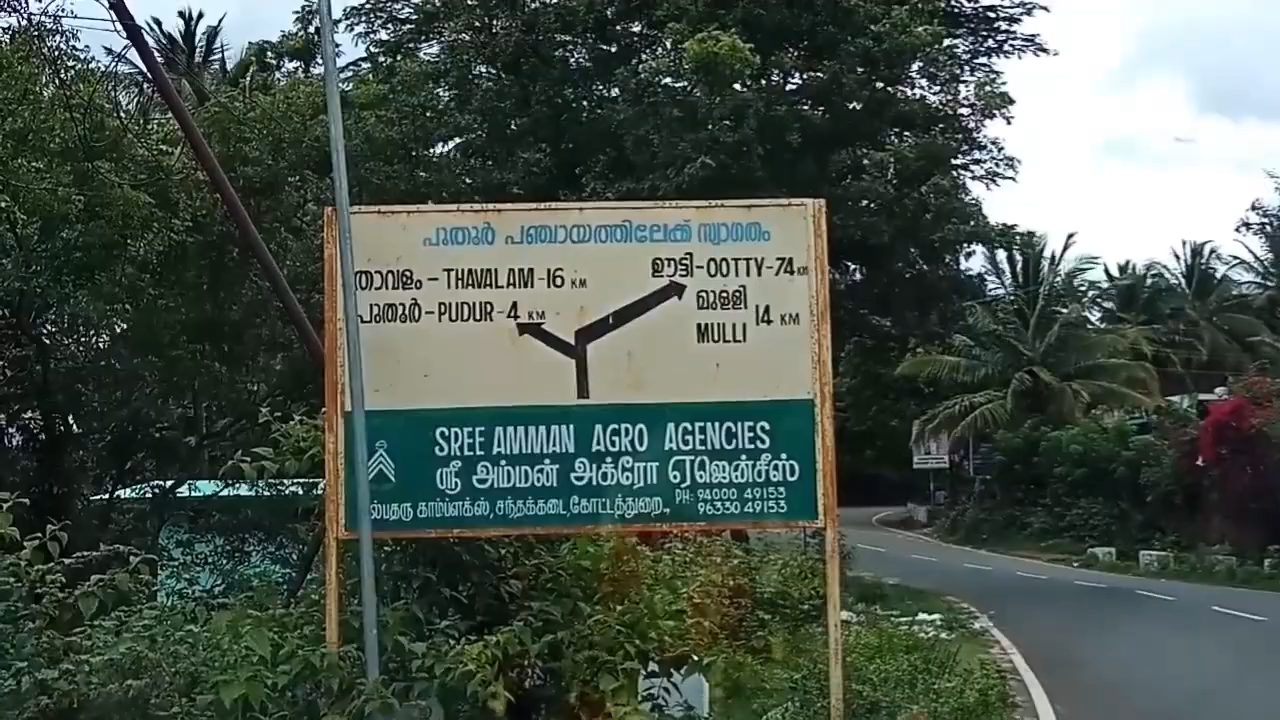 പുതൂർ പഞ്ചായത്തിലേക്ക് സ്വാഗതം
താവളം - THAVALAM - 16 KM
പുതൂർ - PUDUR - 4 KM
ഊട്ടി - OOTTY - 74 KM
മുള്ളി
MULLI 14 KM
SREE AMMAN AGRO AGENCIES
ஸ்ரீ அம்மன் அக்ரோ ஏஜென்சீஸ்
காம்ப்ளக்ஸ், சந்தக்கடை, கோட்டத்துறை.,
PH: 94000 49153
96330 49153